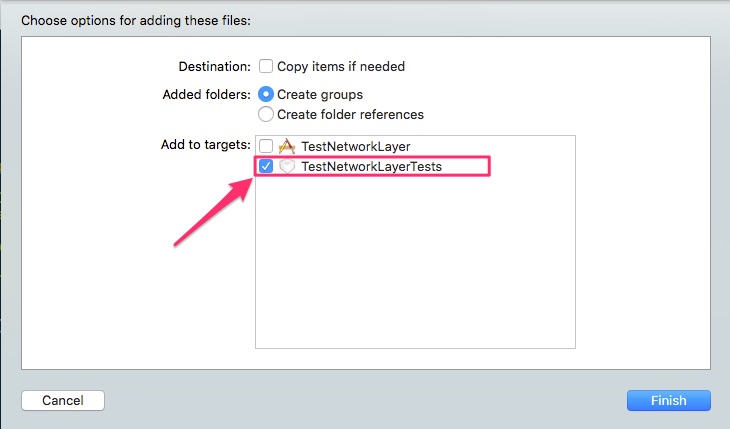 Choose options for adding these files:
Destination: Copy items if needed
Added folders: Create groups
Create folder references
Add to targets: TestNetworkLayer
TestNetworkLayerTests
Cancel Finish